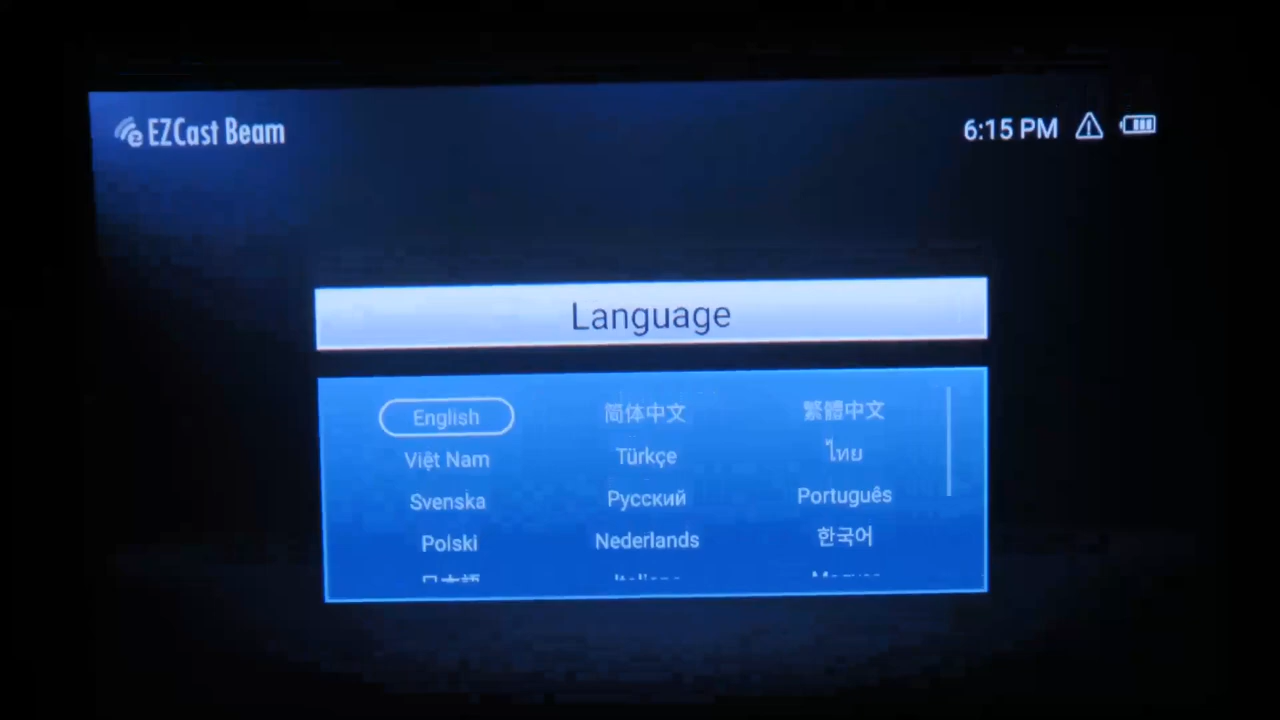 EZCast Beam
6:15 PM
Language
English 简体中文 繁體中文
Việt Nam Türkçe ไทย
Svenska Русский Português
Polski Nederlands 한국어